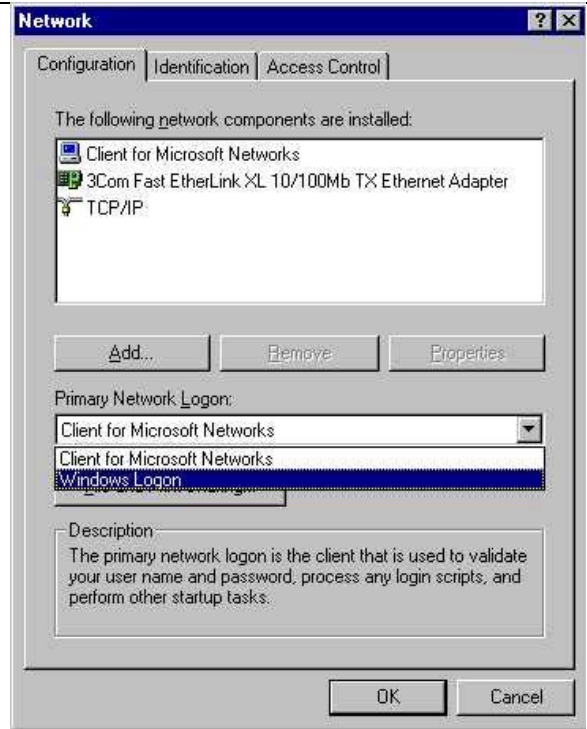 Network
Configuration Identification Access Control
The following network components are installed:
Client for Microsoft Networks
3Com Fast EtherLink XL 10/100Mb TX Ethernet Adapter
TCP/IP
Add... Remove Properties
Primary Network Logon:
Client for Microsoft Networks
Client for Microsoft Networks
Windows Logon
Description
The primary network logon is the client that is used to validate
your user name and password, process any login scripts, and
perform other startup tasks.
OK Cancel